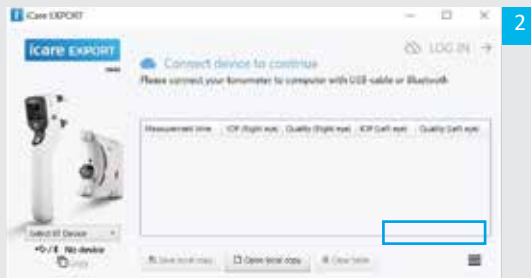 iCare EXPORT
2
icare EXPORT
LOG IN
Connect device to continue
Please connect your tonometer to computer with USB-cable or Bluetooth
Measurement time IOP (Right eye) Quality (Right eye) IOP (Left eye) Quality (Left eye)
Select BT Device
No device
Save local copy Open local copy Clear table